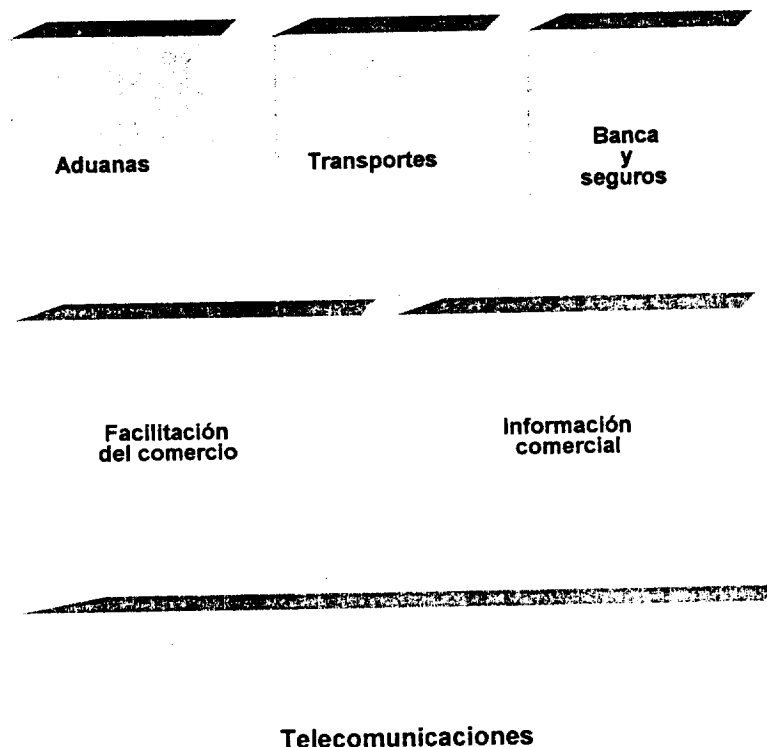 Aduanas
Transportes
Banca
y
seguros
Facilitación
del comercio
Información
comercial
Telecomunicaciones